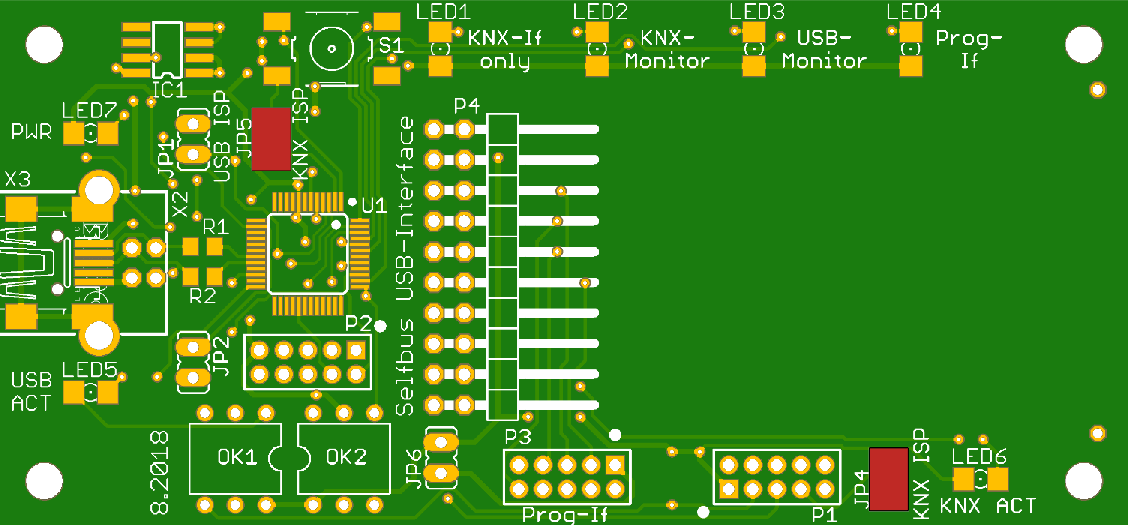 LED1
LED2
LED3
LED4
KNX-If
only
KNX-
Monitor
USB-
Monitor
Prog-
If
S1
IC1
LED7
PWR
ISP
JP1
USB
ISP
JP5
KNX
P4
X3
X2
U1
R1
R2
Selfbus USB-Interface
P2
JP2
LED5
USB
ACT
8.2018
OK1
OK2
JP6
P3
Prog-If
P1
ISP
JP4
KNX
LED6
KNX ACT